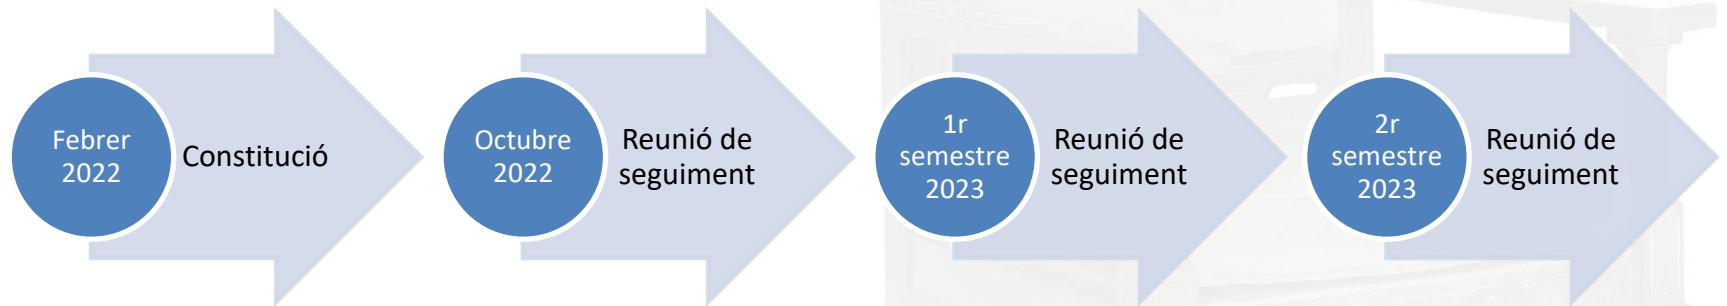 Febrer
2022
Constitució
Octubre
2022
Reunió de
seguiment
1r
semestre
2023
Reunió de
seguiment
2r
semestre
2023
Reunió de
seguiment